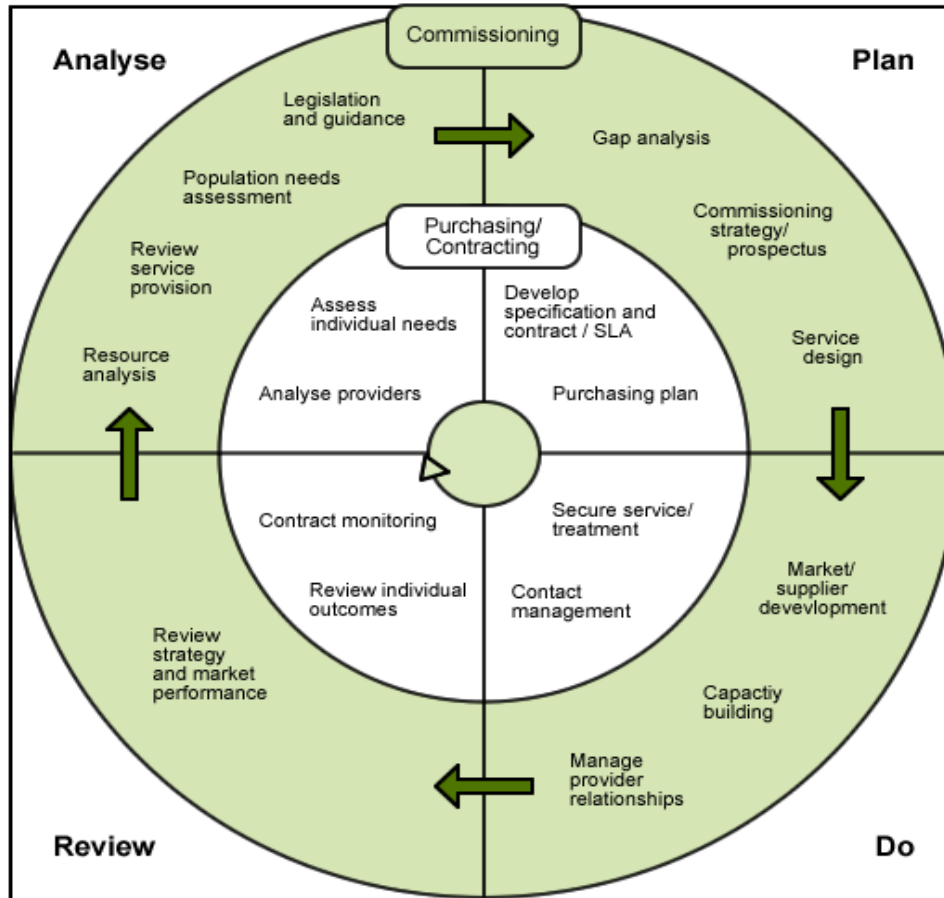 Commissioning
Analyse
Plan
Legislation
and guidance
Gap analysis
Population needs
assessment
Commissioning
strategy/
prospectus
Review
service
provision
Purchasing/
Contracting
Assess
individual needs
Develop
specification and
contract / SLA
Resource
analysis
Service
design
Analyse providers
Purchasing plan
Contract monitoring
Secure service/
treatment
Review individual
outcomes
Contact
management
Market/
supplier
devevlopment
Review
strategy
and market
performance
Capactiy
building
Manage
provider
relationships
Review
Do